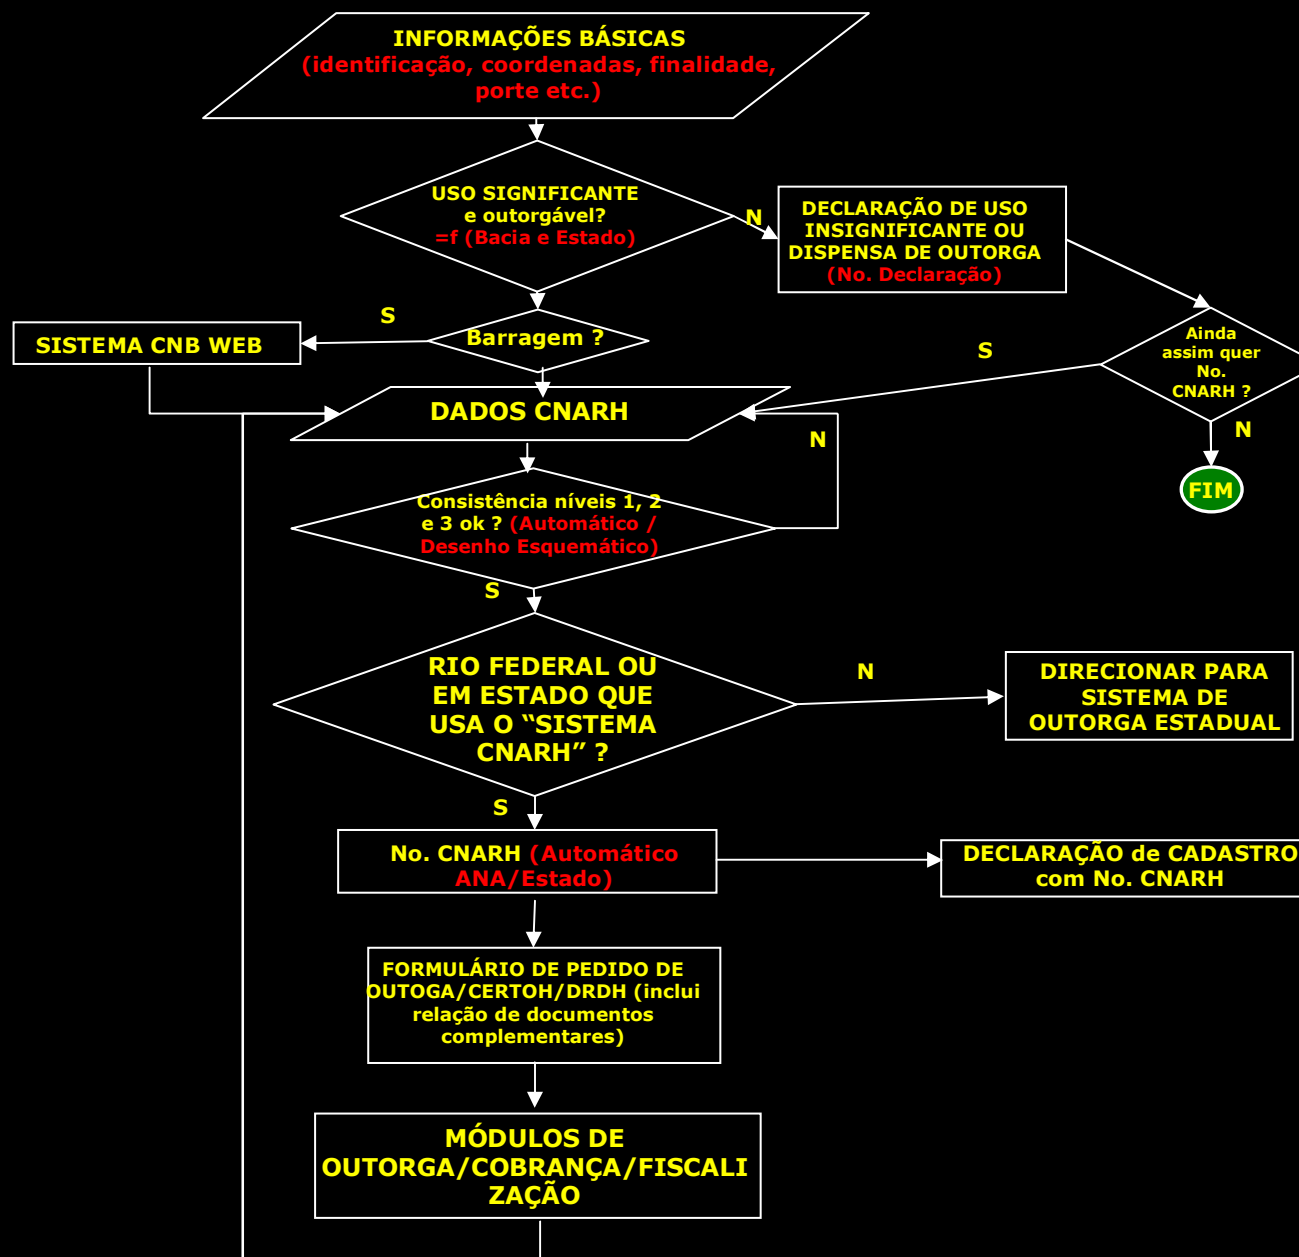 INFORMAÇÕES BÁSICAS
(identificação, coordenadas, finalidade,
porte etc.)
USO SIGNIFICANTE
e outorgável?
=f (Bacia e Estado)
N
DECLARAÇÃO DE USO
INSIGNIFICANTE OU
DISPENSA DE OUTORGA
(No. Declaração)
S
Barragem ?
SISTEMA CNB WEB
Ainda
assim quer
No.
CNARH ?
S
N
FIM
DADOS CNARH
N
Consistência níveis 1, 2
e 3 ok ? (Automático /
Desenho Esquemático)
S
RIO FEDERAL OU
EM ESTADO QUE
USA O “SISTEMA
CNARH” ?
N
DIRECIONAR PARA
SISTEMA DE
OUTORGA ESTADUAL
S
No. CNARH (Automático
ANA/Estado)
DECLARAÇÃO de CADASTRO
com No. CNARH
FORMULÁRIO DE PEDIDO DE
OUTOGA/CERTOH/DRDH (inclui
relação de documentos
complementares)
MÓDULOS DE
OUTORGA/COBRANÇA/FISCALI
ZAÇÃO